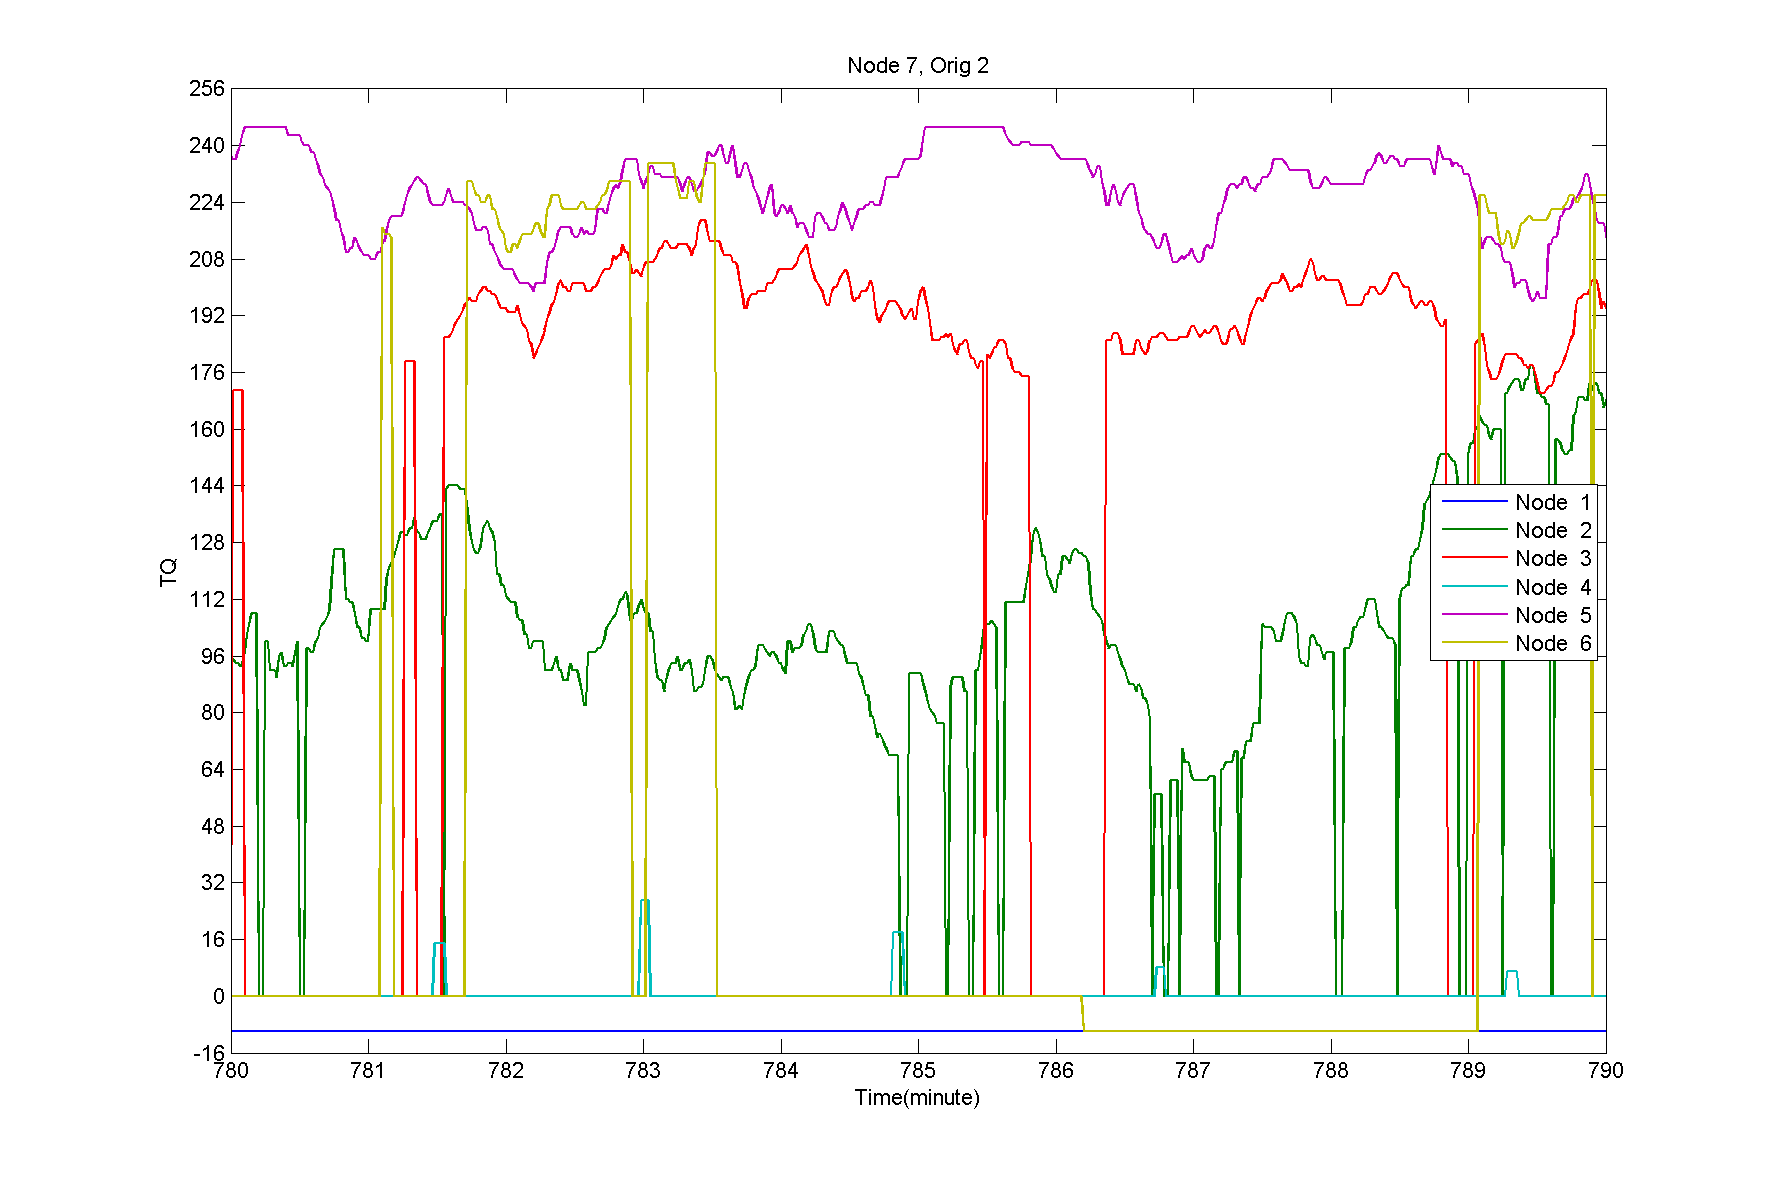 Node 7, Orig 2
256
240
224
208
192
176
160
144
128
112
96
80
64
48
32
16
0
-16
TQ
Node 1
Node 2
Node 3
Node 4
Node 5
Node 6
780 781 782 783 784 785 786 787 788 789 790
Time(minute)